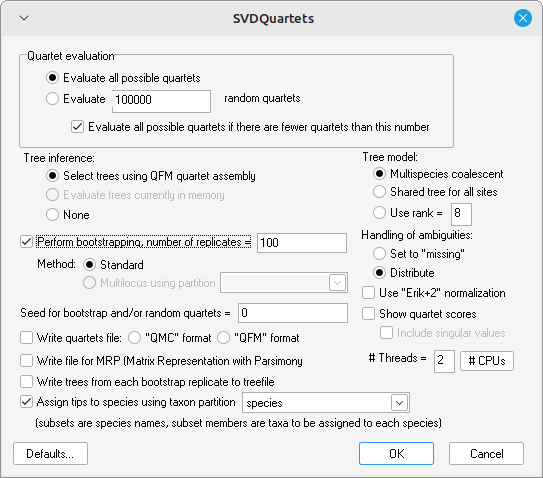 SVDQuartets
Quartet evaluation
Evaluate all possible quartets
Evaluate 100000 random quartets
Evaluate all possible quartets if there are fewer quartets than this number
Tree inference:
Select trees using QFM quartet assembly
Evaluate trees currently in memory
None
Perform bootstrapping, number of replicates = 100
Method: Standard
Multilocus using partition
Seed for bootstrap and/or random quartets = 0
Write quartets file: "QMC" format "QFM" format
Write file for MRP (Matrix Representation with Parsimony
Write trees from each bootstrap replicate to treefile
Assign tips to species using taxon partition species
(subsets are species names, subset members are taxa to be assigned to each species)
Tree model:
Multispecies coalescent
Shared tree for all sites
Use rank = 8
Handling of ambiguities:
Set to "missing"
Distribute
Use "Erik+2" normalization
Show quartet scores
Include singular values
# Threads = 2 # CPUs
Defaults... OK Cancel